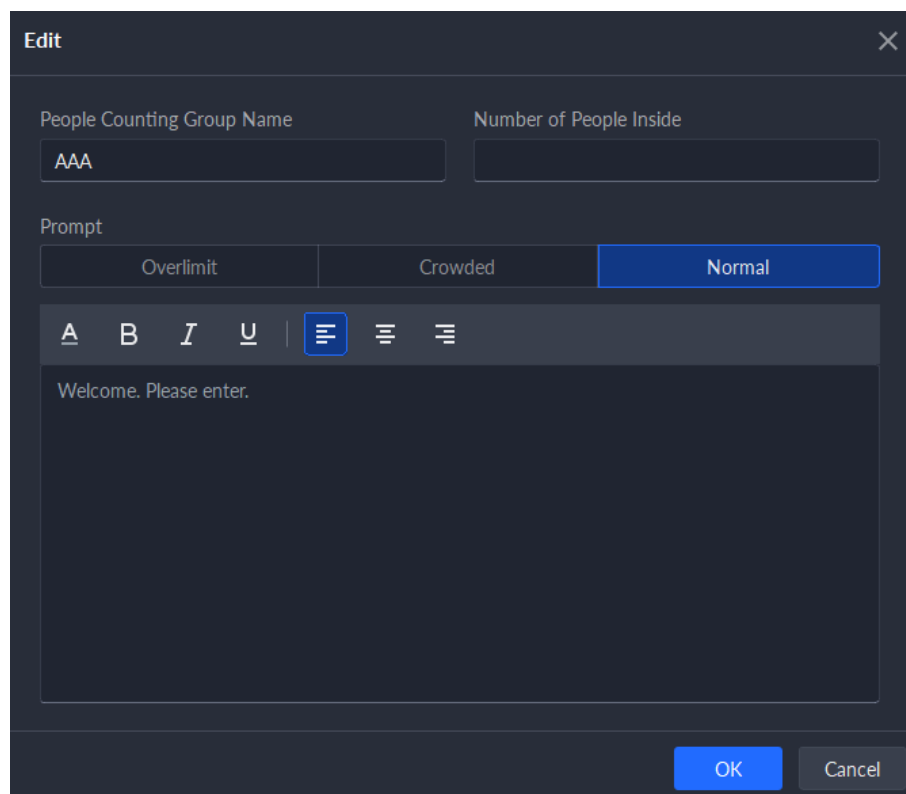 Edit
People Counting Group Name
Number of People Inside
AAA
Prompt
Overlimit
Crowded
Normal
A B I U
Welcome. Please enter.
OK
Cancel